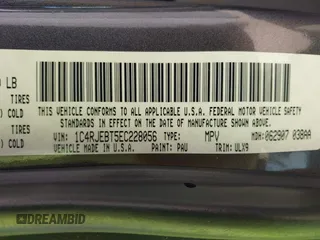 LB
TIRES
COLD
TIRES
COLD
THIS VEHICLE CONFORMS TO ALL APPLICABLE U.S.A. FEDERAL MOTOR VEHICLE SAFETY
STANDARDS IN EFFECT ON THE DATE OF MANUFACTURE SHOWN ABOVE
VIN: 1C4RJEBT5EC228056 TYPE: MPV MDH: 062907 038AA
VEHICLE MADE IN U.S.A. PAINT: PAU TRIM: ULX9
DREAMBID